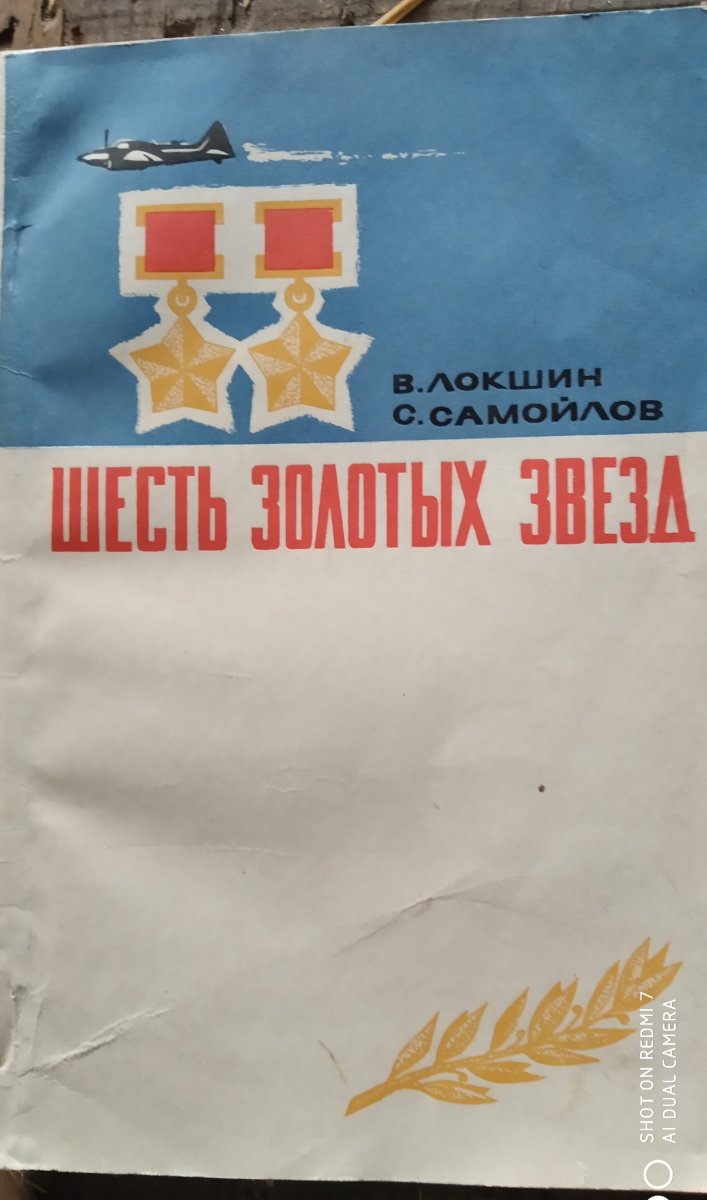 В. ЛОКШИН
С. САМОЙЛОВ
ШЕСТЬ ЗОЛОТЫХ ЗВЕЗД
SHOT ON REDMI 7
AI DUAL CAMERA